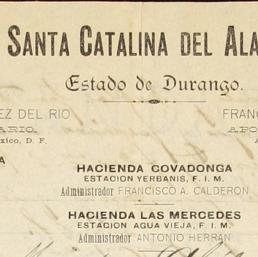 SANTA CATALINA DEL ALA
Estado de Durango.
EZ DEL RIO
FRANC
ARIO.
APO
xico, D. F.
A
HACIENDA COVADONGA
ESTACION YERBANIS, F. I. M.
Administrador FRANCISCO A. CALDERON
HACIENDA LAS MERCEDES
ESTACION AGUA VIEJA, F. I. M.
Administrador ANTONIO HERRAN